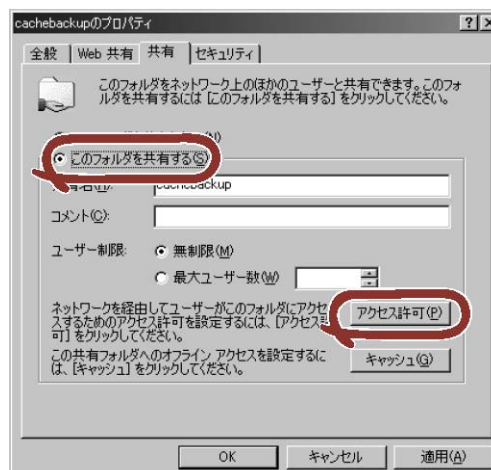 cachebackupのプロパティ
全般 Web 共有 共有 セキュリティ
このフォルダをネットワーク上のほかのユーザーと共有できます。このフォ
ルダを共有するには [このフォルダを共有する] をクリックしてください。
このフォルダを共有する(S)
cachebackup
コメント(C):
ユーザー制限: 無制限(M)
最大ユーザー数(W)
ネットワークを経由してユーザーがこのフォルダにアクセ
スするためのアクセス許可を設定するには、[アクセス許
可] をクリックしてください。
アクセス許可(P)
この共有フォルダへのオフライン アクセスを設定するに
は、[キャッシュ] をクリックしてください。
キャッシュ(G)
OK キャンセル 適用(A)